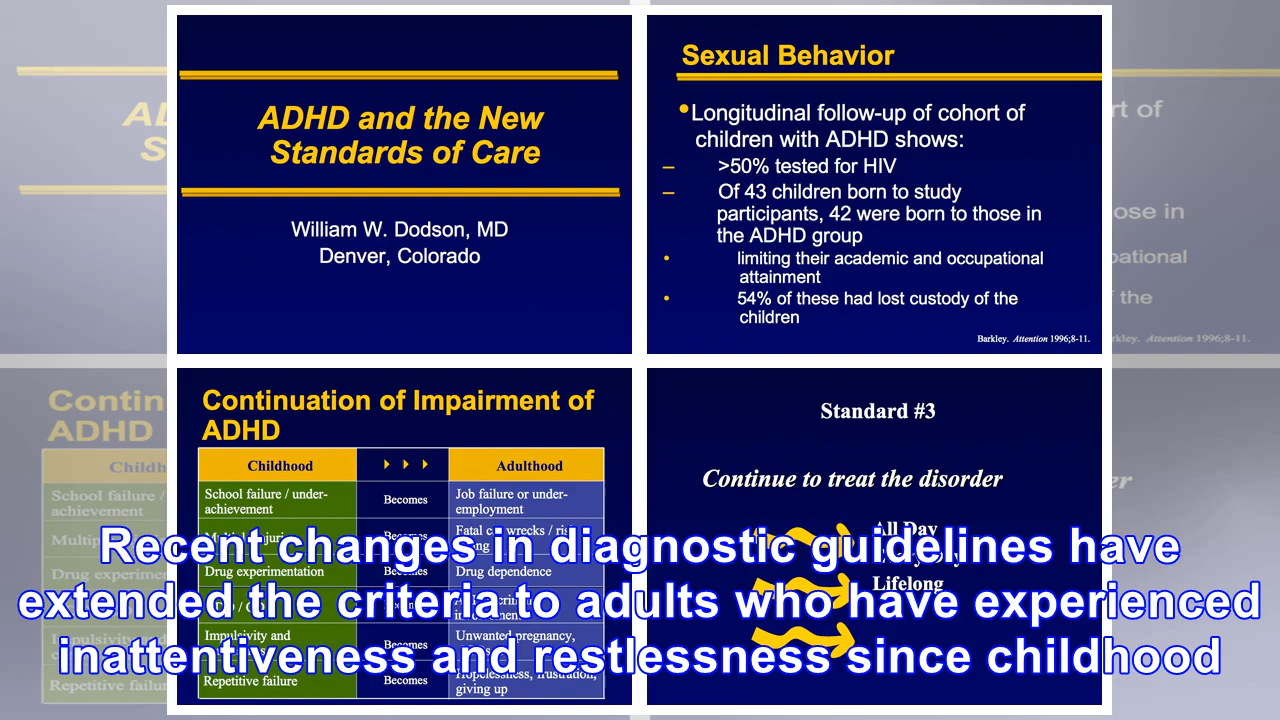 ADHD and the New
Standards of Care
William W. Dodson, MD
Denver, Colorado
Sexual Behavior
•Longitudinal follow-up of cohort of
children with ADHD shows:
– >50% tested for HIV
– Of 43 children born to study
participants, 42 were born to those in
the ADHD group
• limiting their academic and occupational
attainment
• 54% of these had lost custody of the
children
Barkley. Attention 1996;8-11.
Continuation of Impairment of
ADHD
Childhood Adulthood
School failure / under-
achievement Becomes Job failure or under-
employment
Becomes Fatal car wrecks / risk
Drug experimentation Becomes Drug dependence
Impulsivity and Becomes Unwanted pregnancy,
Repetitive failure Becomes Hopelessness, frustration,
giving up
Standard #3
Continue to treat the disorder
All Day
Lifelong
Recent changes in diagnostic guidelines have
extended the criteria to adults who have experienced
inattentiveness and restlessness since childhood